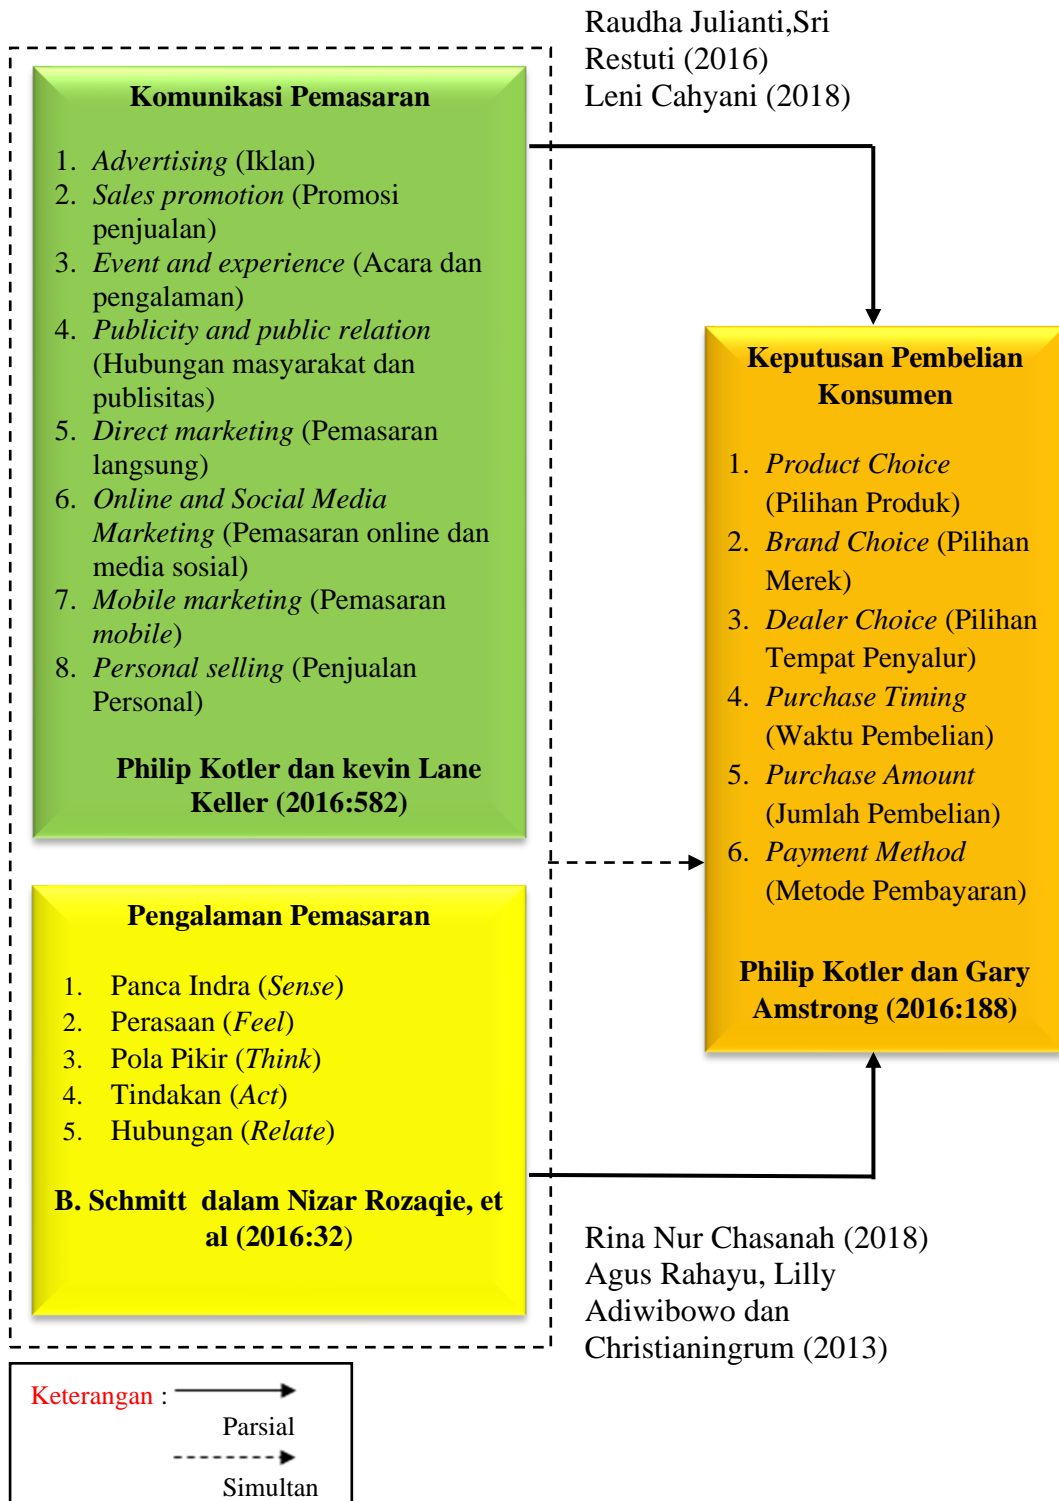 Raudha Julianti,Sri
Restuti (2016)
Leni Cahyani (2018)
Komunikasi Pemasaran
1. Advertising (Iklan)
2. Sales promotion (Promosi
penjualan)
3. Event and experience (Acara dan
pengalaman)
4. Publicity and public relation
(Hubungan masyarakat dan
publisitas)
5. Direct marketing (Pemasaran
langsung)
6. Online and Social Media
Marketing (Pemasaran online dan
media sosial)
7. Mobile marketing (Pemasaran
mobile)
8. Personal selling (Penjualan
Personal)
Philip Kotler dan kevin Lane
Keller (2016:582)
Keputusan Pembelian
Konsumen
1. Product Choice
(Pilihan Produk)
2. Brand Choice (Pilihan
Merek)
3. Dealer Choice (Pilihan
Tempat Penyalur)
4. Purchase Timing
(Waktu Pembelian)
5. Purchase Amount
(Jumlah Pembelian)
6. Payment Method
(Metode Pembayaran)
Philip Kotler dan Gary
Amstrong (2016:188)
Pengalaman Pemasaran
1. Panca Indra (Sense)
2. Perasaan (Feel)
3. Pola Pikir (Think)
4. Tindakan (Act)
5. Hubungan (Relate)
B. Schmitt dalam Nizar Rozaqie, et
al (2016:32)
Rina Nur Chasanah (2018)
Agus Rahayu, Lilly
Adiwibowo dan
Christianingrum (2013)
Keterangan :
Parsial
Simultan